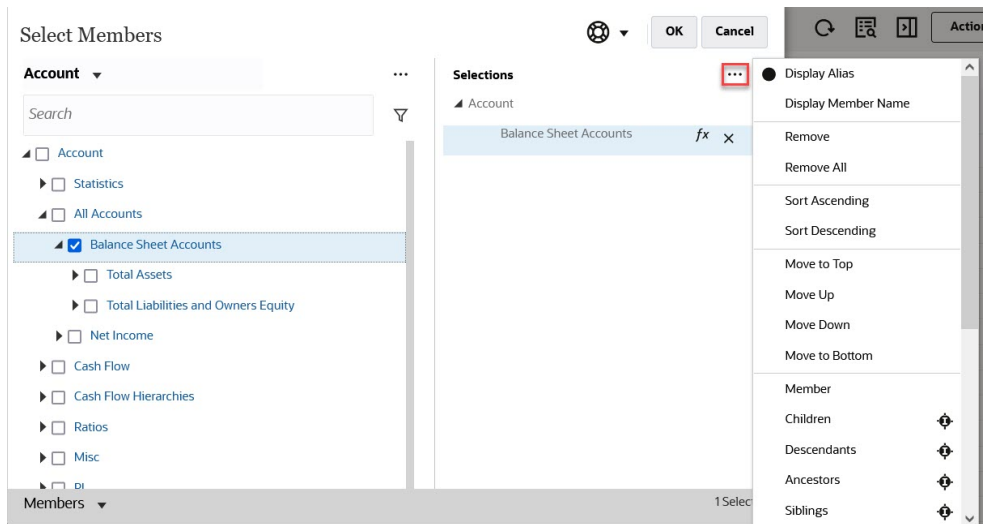 Select Members
OK
Cancel
Actio
Account
...
Search
Account
Statistics
All Accounts
Balance Sheet Accounts
Total Assets
Total Liabilities and Owners Equity
Net Income
Cash Flow
Cash Flow Hierarchies
Ratios
Misc
Members
Selections
...
Account
Balance Sheet Accounts fx
1 Selec
Display Alias
Display Member Name
Remove
Remove All
Sort Ascending
Sort Descending
Move to Top
Move Up
Move Down
Move to Bottom
Member
Children
Descendants
Ancestors
Siblings